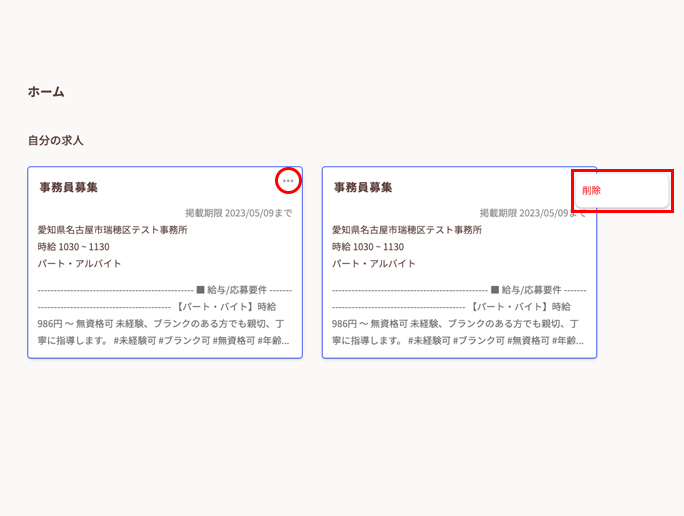 ホーム
自分の求人
事務員募集
掲載期限 2023/05/09まで
愛知県名古屋市瑞穂区テスト事務所
時給 1030 ~ 1130
パート・アルバイト
------------------------------------------------ ■ 給与/応募要件 -------
----------------------------------------- 【パート・バイト】時給
986円 〜 無資格可 未経験、ブランクのある方でも親切、丁
寧に指導します。 #未経験可 #ブランク可 #無資格可 #年齢...
事務員募集
削除
掲載期限 2023/05/09まで
愛知県名古屋市瑞穂区テスト事務所
時給 1030 ~ 1130
パート・アルバイト
------------------------------------------------ ■ 給与/応募要件 -------
----------------------------------------- 【パート・バイト】時給
986円 〜 無資格可 未経験、ブランクのある方でも親切、丁
寧に指導します。 #未経験可 #ブランク可 #無資格可 #年齢...